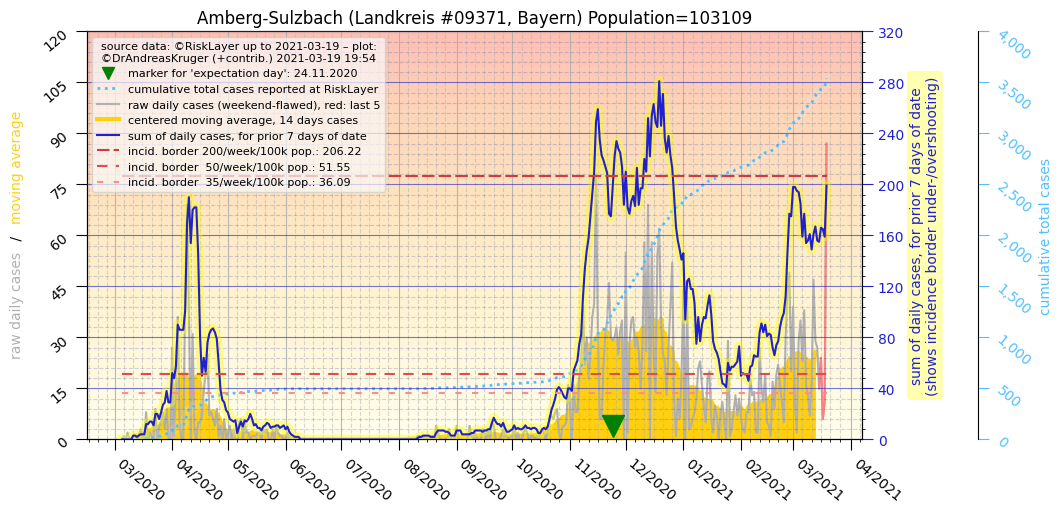 Amberg-Sulzbach (Landkreis #09371, Bayern) Population=103109
source data: ©RiskLayer up to 2021-03-19 – plot:
©DrAndreasKruger (+contrib.) 2021-03-19 19:54
marker for 'expectation day': 24.11.2020
cumulative total cases reported at RiskLayer
raw daily cases (weekend-flawed), red: last 5
centered moving average, 14 days cases
sum of daily cases, for prior 7 days of date
incid. border 200/week/100k pop.: 206.22
incid. border  50/week/100k pop.: 51.55
incid. border  35/week/100k pop.: 36.09
raw daily cases / moving average
120
105
90
75
60
45
30
15
0
320
280
240
200
160
120
80
40
0
sum of daily cases, for prior 7 days of date
(shows incidence border under-/overshooting)
4,000
3,500
3,000
2,500
2,000
1,500
1,000
500
0
cumulative total cases
03/2020
04/2020
05/2020
06/2020
07/2020
08/2020
09/2020
10/2020
11/2020
12/2020
01/2021
02/2021
03/2021
04/2021